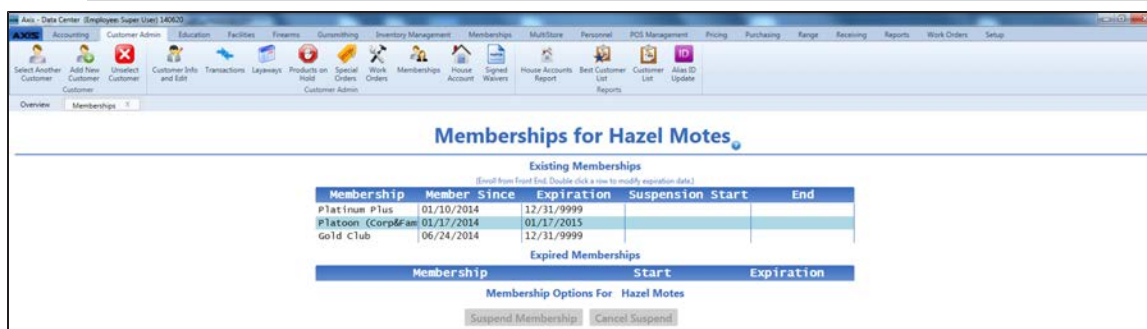 Axis - Data Center (Employee: Super User) 140620
AXIS Accounting Customer Admin Education Facilities Firearms Gunsmithing Inventory Management Memberships MultiStore Personnel POS Management Pricing Purchasing Range Receiving Reports Work Orders Setup
Select Another Customer Add New Customer Unselect Customer Customer Info and Edit Transactions Layaways Products on Hold Special Orders Work Orders Memberships House Account Signed Waivers House Accounts Report Best Customer List Customer List Alias ID Update
Customer Customer Admin Reports
Overview Memberships X
Memberships for Hazel Motes
Existing Memberships
(Enroll from Front End, Double click a row to modify expiration date.)
Membership Member Since Expiration Suspension Start End
Platinum Plus 01/10/2014 12/31/9999
Platoon (Corp&Fam 01/17/2014 01/17/2015
Gold Club 06/24/2014 12/31/9999
Expired Memberships
Membership Start Expiration
Membership Options For Hazel Motes
Suspend Membership Cancel Suspend